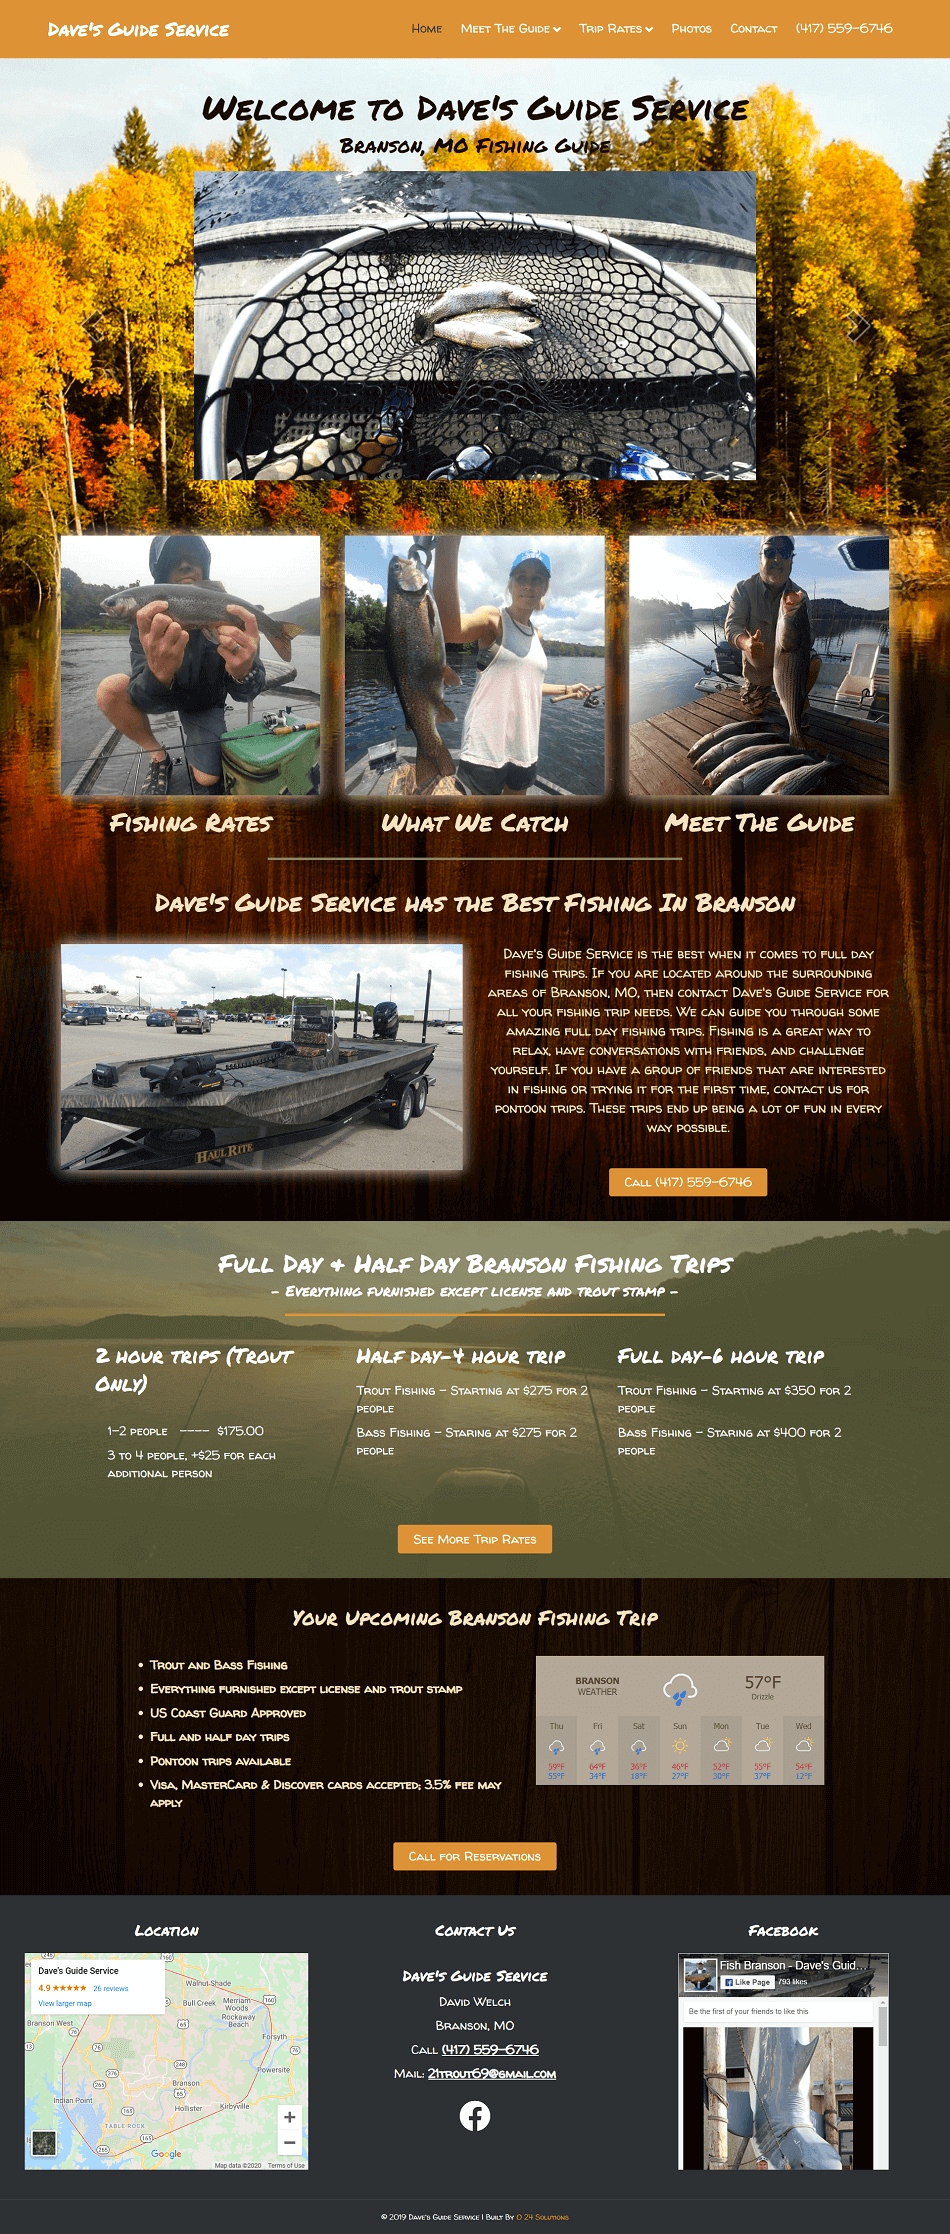 Dave's Guide Service
Home Meet The Guide Trip Rates Photos Contact (417) 559-6746
Welcome to Dave's Guide Service
Branson, MO Fishing Guide
Fishing Rates
What We Catch
Meet The Guide
Dave's Guide Service has the Best Fishing In Branson
HAUL RITE
Dave's Guide Service is the best when it comes to full day
fishing trips. If you are located around the surrounding
areas of Branson, MO, then contact Dave's Guide Service for
all your fishing trip needs. We can guide you through some
amazing full day fishing trips. Fishing is a great way to
relax, have conversations with friends, and challenge
yourself. If you have a group of friends that are interested
in fishing or trying it for the first time, contact us for
pontoon trips. These trips end up being a lot of fun in every
way possible.
Call (417) 559-6746
Full Day & Half Day Branson Fishing Trips
- Everything furnished except license and trout stamp -
2 hour trips (Trout
Only)
1-2 people ---- $175.00
3 to 4 people, +$25 for each
additional person
Half day-4 hour trip
Trout Fishing - Starting at $275 for 2
people
Bass Fishing - Staring at $275 for 2
people
Full day-6 hour trip
Trout Fishing - Starting at $350 for 2
people
Bass Fishing - Staring at $400 for 2
people
See More Trip Rates
Your Upcoming Branson Fishing Trip
• Trout and Bass Fishing
• Everything furnished except license and trout stamp
• US Coast Guard Approved
• Full and half day trips
• Pontoon trips available
• Visa, MasterCard & Discover cards accepted; 3.5% fee may
apply
BRANSON
WEATHER
57°F
Drizzle
Thu Fri Sat Sun Mon Tue Wed
59°F 64°F 36°F 46°F 52°F 55°F 54°F
55°F 34°F 18°F 27°F 30°F 37°F 12°F
Call for Reservations
Location
Dave's Guide Service
4.9 ★★★★★ 26 reviews
View larger map
Walnut Shade
Bull Creek
Merriam
Woods
Rockaway
Beach
Branson West
Forsyth
Powersite
Branson
Indian Point
Hollister
Kirbyville
TABLE ROCK
160
248
160
13
248
376
265
65
76
165
65
165
265
+
−
Google
Map data ©2020 Terms of Use
Contact Us
Dave's Guide Service
David Welch
Branson, MO
Call (417) 559-6746
Mail: 21trout69@gmail.com
Facebook
Fish Branson - Dave's Guid...
Like Page 793 likes
Be the first of your friends to like this
© 2019 Dave's Guide Service | Built By O 24 Solutions